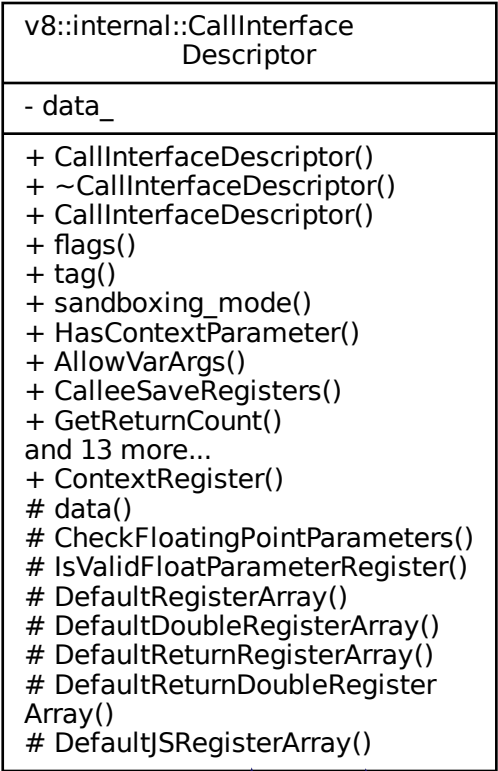 v8::internal::CallInterface
Descriptor
- data_
+ CallInterfaceDescriptor()
+ ~CallInterfaceDescriptor()
+ CallInterfaceDescriptor()
+ flags()
+ tag()
+ sandboxing_mode()
+ HasContextParameter()
+ AllowVarArgs()
+ CalleeSaveRegisters()
+ GetReturnCount()
and 13 more...
+ ContextRegister()
# data()
# CheckFloatingPointParameters()
# IsValidFloatParameterRegister()
# DefaultRegisterArray()
# DefaultDoubleRegisterArray()
# DefaultReturnRegisterArray()
# DefaultReturnDoubleRegister
Array()
# DefaultJSRegisterArray()